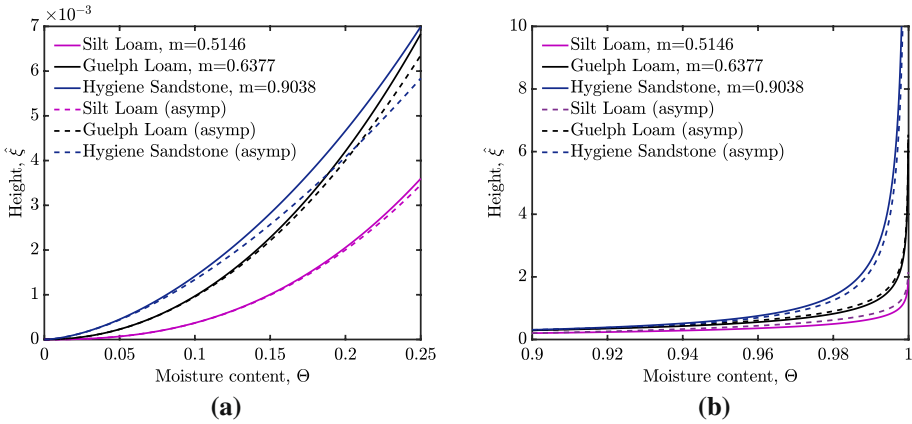 ×10⁻³
7
6
5
4
3
2
1
0
Height, ξ̂
Silt Loam, m=0.5146
Guelph Loam, m=0.6377
Hygiene Sandstone, m=0.9038
Silt Loam (asymp)
Guelph Loam (asymp)
Hygiene Sandstone (asymp)
0 0.05 0.1 0.15 0.2 0.25
Moisture content, Θ
(a)
10
8
6
4
2
0
Height, ξ̂
Silt Loam, m=0.5146
Guelph Loam, m=0.6377
Hygiene Sandstone, m=0.9038
Silt Loam (asymp)
Guelph Loam (asymp)
Hygiene Sandstone (asymp)
0.9 0.92 0.94 0.96 0.98 1
Moisture content, Θ
(b)